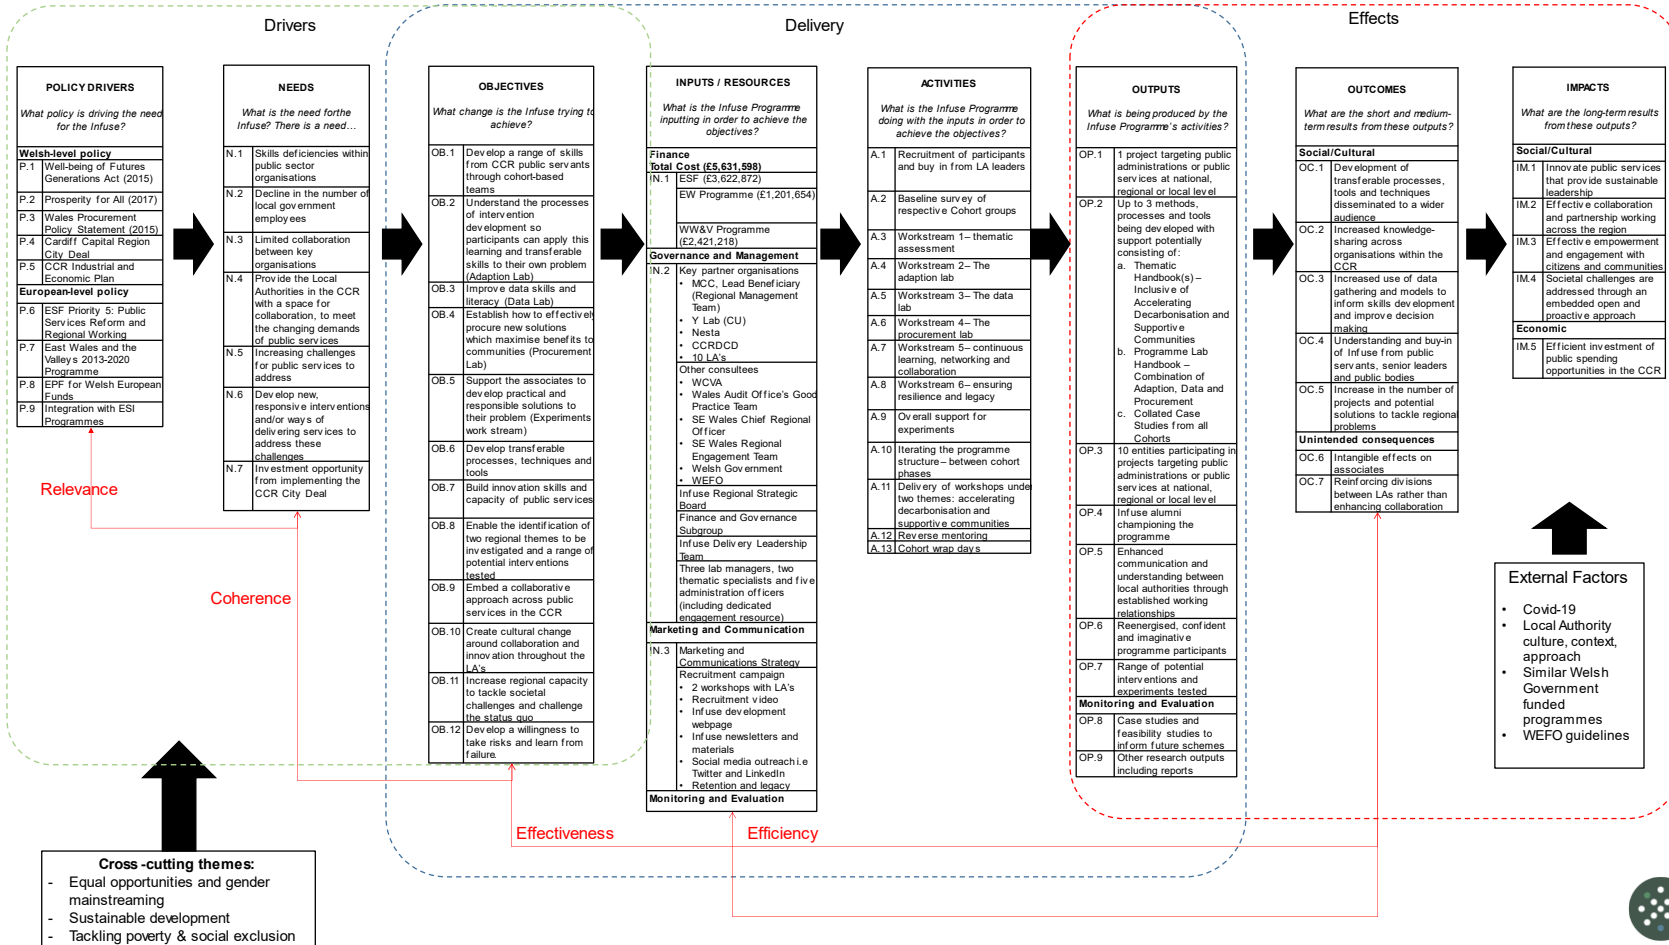 Drivers
Delivery
Effects
POLICY DRIVERS
What policy is driving the need
for the Infuse?
Welsh-level policy
P.1 Well-being of Futures
Generations Act (2015)
P.2 Prosperity for All (2017)
P.3 Wales Procurement
Policy Statement (2015)
P.4 Cardiff Capital Region
City Deal
P.5 CCR Industrial and
Economic Plan
European-level policy
P.6 ESF Priority 5: Public
Services Reform and
Regional Working
P.7 East Wales and the
Valleys 2013-2020
Programme
P.8 EPF for Welsh European
Funds
P.9 Integration with ESI
Programmes
NEEDS
What is the need forthe
Infuse? There is a need…
N.1 Skills deficiencies within
public sector
organisations
N.2 Decline in the number of
local government
employees
N.3 Limited collaboration
between key
organisations
N.4 Provide the Local
Authorities in the CCR
with a space for
collaboration, to meet
the changing demands
of public services
N.5 Increasing challenges
for public services to
address
N.6 Develop new,
responsive interventions
and/or ways of
delivering services to
address these
challenges
N.7 Investment opportunity
from implementing the
CCR City Deal
OBJECTIVES
What change is the Infuse trying to
achieve?
OB.1 Develop a range of skills
from CCR public servants
through cohort-based
teams
OB.2 Understand the processes
of intervention
development so
participants can apply this
learning and transferable
skills to their own problem
(Adaption Lab)
OB.3 Improve data skills and
literacy (Data Lab)
OB.4 Establish how to effectively
procure new solutions
which maximise benefits to
communities (Procurement
Lab)
OB.5 Support the associates to
develop practical and
responsible solutions to
their problem (Experiments
work stream)
OB.6 Develop transferable
processes, techniques and
tools
OB.7 Build innovation skills and
capacity of public services
OB.8 Enable the identification of
two regional themes to be
investigated and a range of
potential interventions
tested
OB.9 Embed a collaborative
approach across public
services in the CCR
OB.10 Create cultural change
around collaboration and
innovation throughout the
LA's
OB.11 Increase regional capacity
to tackle societal
challenges and challenge
the status quo
OB.12 Develop a willingness to
take risks and learn from
failure.
INPUTS / RESOURCES
What is the Infuse Programme
inputting in order to achieve the
objectives?
Finance
Total Cost (£5,631,598)
IN.1 ESF (£3,622,872)
EW Programme (£1,201,654)
WW&V Programme
(£2,421,218)
Governance and Management
IN.2 Key partner organisations
• MCC, Lead Beneficiary
(Regional Management
Team)
• Y Lab (CU)
• Nesta
• CCRDCD
• 10 LA's
Other consultees
• WCVA
• Wales Audit Office's Good
Practice Team
• SE Wales Chief Regional
Officer
• SE Wales Regional
Engagement Team
• Welsh Government
• WEFO
Infuse Regional Strategic
Board
Finance and Governance
Subgroup
Infuse Delivery Leadership
Team
Three lab managers, two
thematic specialists and five
administration officers
(including dedicated
engagement resource)
Marketing and Communication
IN.3 Marketing and
Communications Strategy
Recruitment campaign
• 2 workshops with LA's
• Recruitment video
• Infuse development
webpage
• Infuse newsletters and
materials
• Social media outreach i.e
Twitter and LinkedIn
• Retention and legacy
Monitoring and Evaluation
ACTIVITIES
What is the Infuse Programme
doing with the inputs in order to
achieve the objectives?
A.1 Recruitment of participants
and buy in from LA leaders
A.2 Baseline survey of
respective Cohort groups
A.3 Workstream 1– thematic
assessment
A.4 Workstream 2– The
adaption lab
A.5 Workstream 3– The data
lab
A.6 Workstream 4– The
procurement lab
A.7 Workstream 5– continuous
learning, networking and
collaboration
A.8 Workstream 6– ensuring
resilience and legacy
A.9 Overall support for
experiments
A.10 Iterating the programme
structure – between cohort
phases
A.11 Delivery of workshops under
two themes: accelerating
decarbonisation and
supportive communities
A.12 Reverse mentoring
A.13 Cohort wrap days
OUTPUTS
What is being produced by the
Infuse Programme's activities?
OP.1 1 project targeting public
administrations or public
services at national,
regional or local level
OP.2 Up to 3 methods,
processes and tools
being developed with
support potentially
consisting of:
a. Thematic
Handbook(s) –
Inclusive of
Accelerating
Decarbonisation and
Supportive
Communities
b. Programme Lab
Handbook –
Combination of
Adaption, Data and
Procurement
c. Collated Case
Studies from all
Cohorts
OP.3 10 entities participating in
projects targeting public
administrations or public
services at national,
regional or local level
OP.4 Infuse alumni
championing the
programme
OP.5 Enhanced
communication and
understanding between
local authorities through
established working
relationships
OP.6 Reenergised, confident
and imaginative
programme participants
OP.7 Range of potential
interventions and
experiments tested
Monitoring and Evaluation
OP.8 Case studies and
feasibility studies to
inform future schemes
OP.9 Other research outputs
including reports
OUTCOMES
What are the short and medium-
term results from these outputs?
Social/Cultural
OC.1 Development of
transferable processes,
tools and techniques
disseminated to a wider
audience
OC.2 Increased knowledge-
sharing across
organisations within the
CCR
OC.3 Increased use of data
gathering and models to
inform skills development
and improve decision
making
OC.4 Understanding and buy-in
of Infuse from public
servants, senior leaders
and public bodies
OC.5 Increase in the number of
projects and potential
solutions to tackle regional
problems
Unintended consequences
OC.6 Intangible effects on
associates
OC.7 Reinforcing divisions
between LAs rather than
enhancing collaboration
IMPACTS
What are the long-term results
from these outputs?
Social/Cultural
IM.1 Innovate public services
that provide sustainable
leadership
IM.2 Effective collaboration
and partnership working
across the region
IM.3 Effective empowerment
and engagement with
citizens and communities
IM.4 Societal challenges are
addressed through an
embedded open and
proactive approach
Economic
IM.5 Efficient investment of
public spending
opportunities in the CCR
Relevance
Coherence
Effectiveness
Efficiency
External Factors
• Covid-19
• Local Authority
culture, context,
approach
• Similar Welsh
Government
funded
programmes
• WEFO guidelines
Cross -cutting themes:
- Equal opportunities and gender
mainstreaming
- Sustainable development
- Tackling poverty & social exclusion